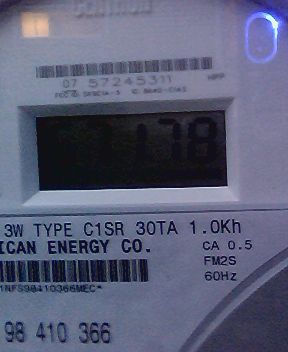 07 57245311
1178
3W TYPE C1SR 30TA 1.0Kh
ICAN ENERGY CO.
CA 0.5
FM2S
60Hz
98 410 366